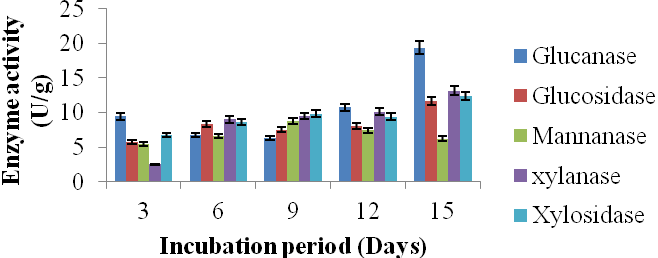 Enzyme activity
(U/g)
25
20
15
10
5
0
3 6 9 12 15
Incubation period (Days)
Glucanase
Glucosidase
Mannanase
xylanase
Xylosidase